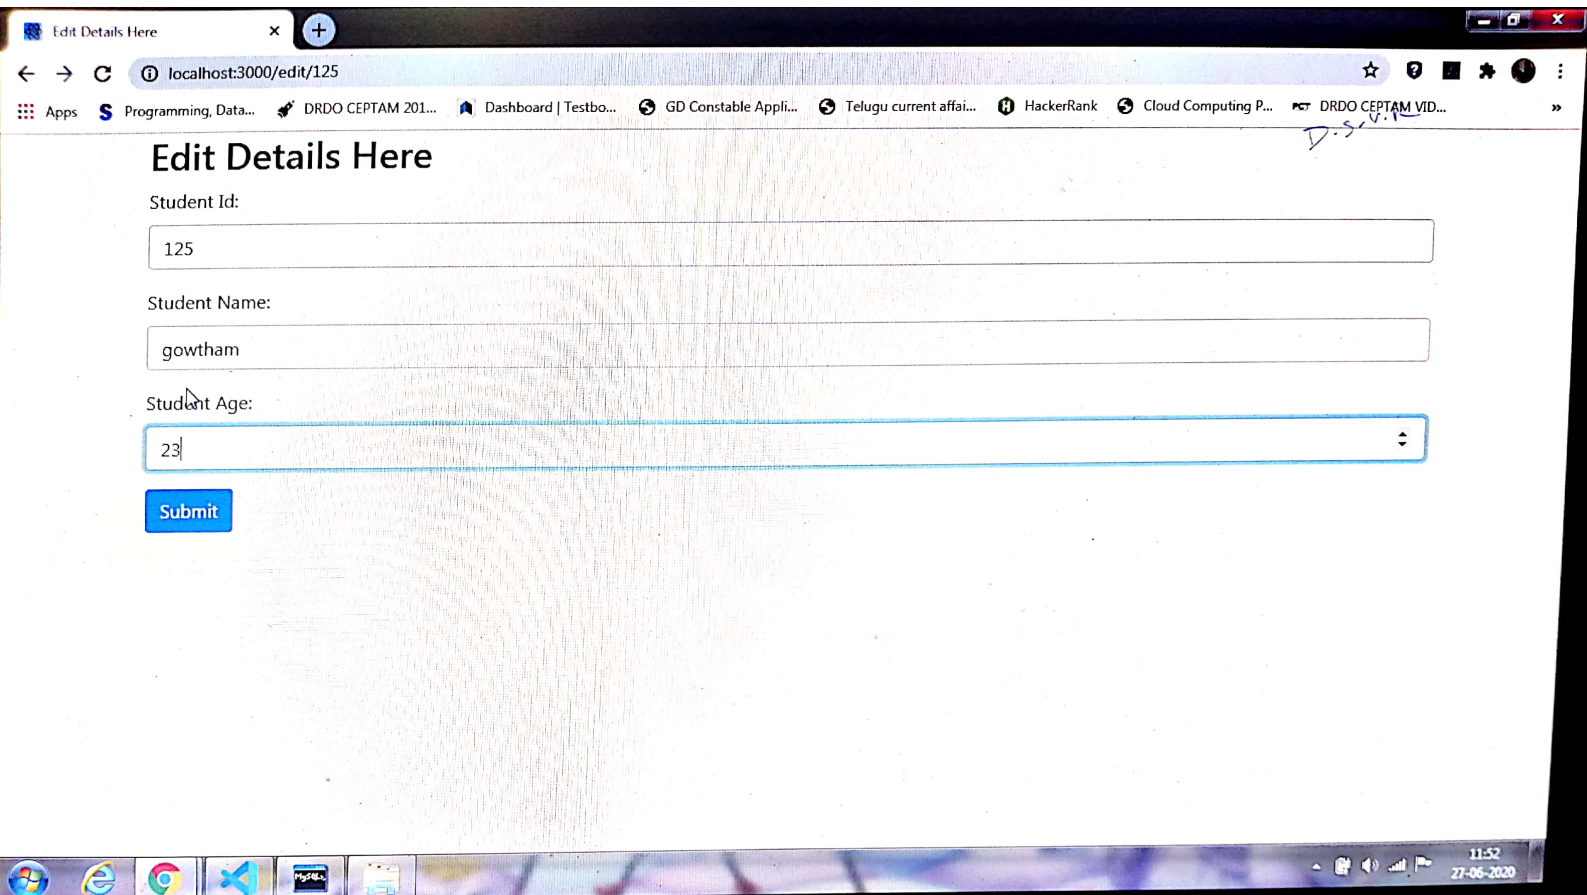 Edit Details Here
localhost:3000/edit/125
Apps Programming, Data... DRDO CEPTAM 201... Dashboard | Testbo... GD Constable Appli... Telugu current affai... HackerRank Cloud Computing P... PCT DRDO CEPTAM VID... »
D.S.V.R
Edit Details Here
Student Id:
125
Student Name:
gowtham
Student Age:
23
Submit
11:52
27-06-2020